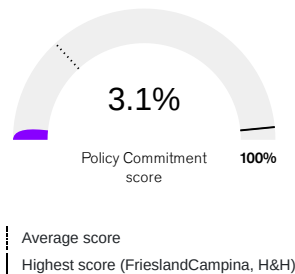 3.1%
Policy Commitment 100%
score
Average score
Highest score (FrieslandCampina, H&H)